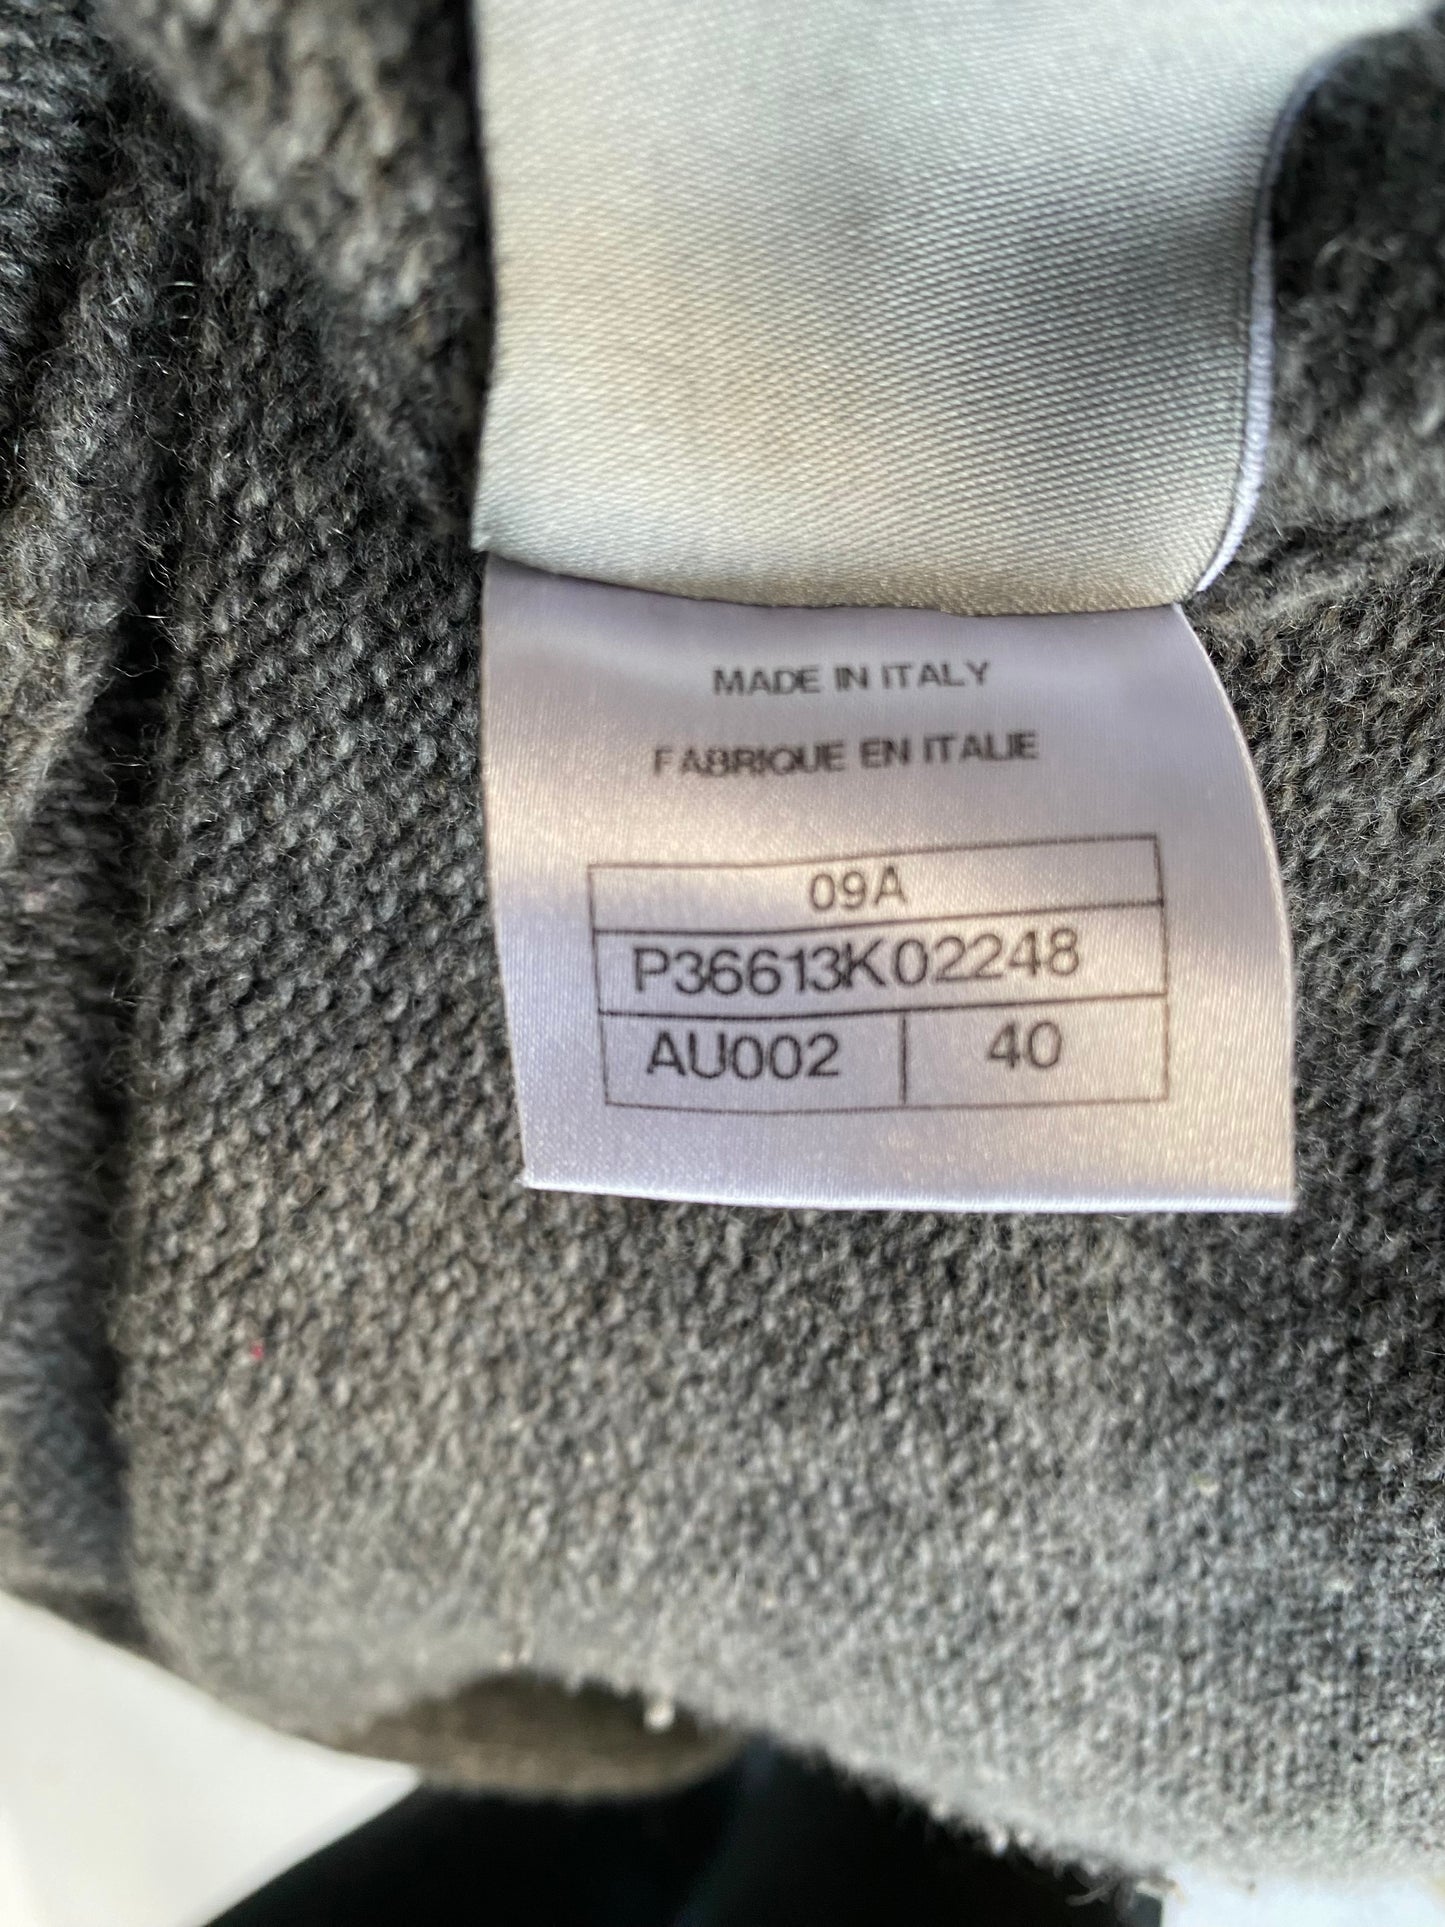 MADE IN ITALY
FABRIQUE EN ITALIE
09A
P36613K02248
AU002 40